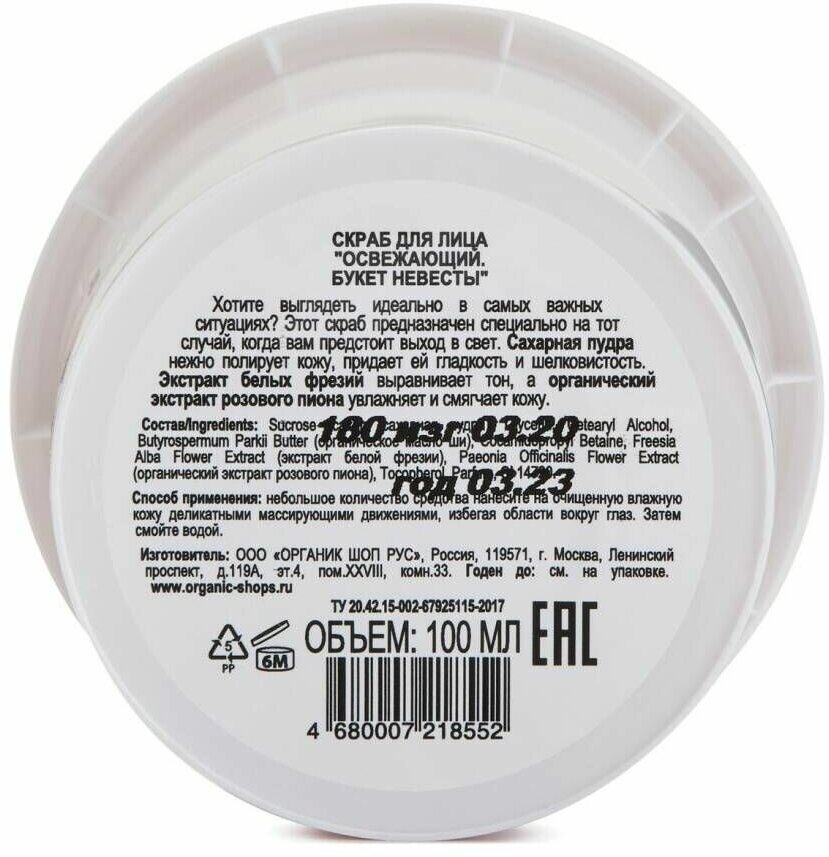 СКРАБ ДЛЯ ЛИЦА
"ОСВЕЖАЮЩИЙ.
БУКЕТ НЕВЕСТЫ"
Хотите выглядеть идеально в самых важных
ситуациях? Этот скраб предназначен специально на тот
случай, когда вам предстоит выход в свет. Сахарная пудра
нежно полирует кожу, придает ей гладкость и шелковистость.
Экстракт белых фрезий выравнивает тон, а органический
экстракт розового пиона увлажняет и смягчает кожу.
Состав/Ingredients: Sucrose Alcohol,
180 изг 03.20
Butyrospermum Parkii Butter (органическое масло ши), Betaine, Freesia
Alba Flower Extract (экстракт белой фрезии), Paeonia Officinalis Flower Extract
(органический экстракт розового пиона), Tocopherol,
год 03.23
Способ применения: небольшое количество средства нанесите на очищенную влажную
кожу деликатными массирующими движениями, избегая области вокруг глаз. Затем
смойте водой.
Изготовитель: ООО «ОРГАНИК ШОП РУС», Россия, 119571, г. Москва, Ленинский
проспект, д.119А, эт.4, пом.XXVIII, комн.33. Годен до: см. на упаковке.
www.organic-shops.ru
ТУ 20.42.15-002-67925115-2017
5 PP 6М ОБЪЕМ: 100 МЛ EAC
4 680007 218552